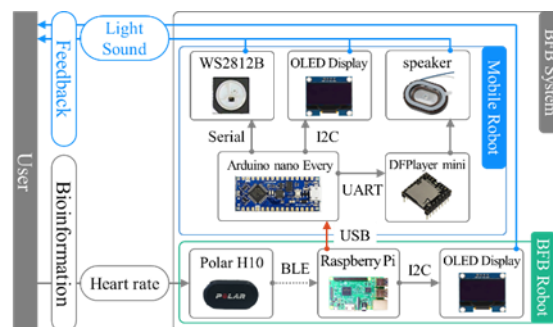 User
Feedback
Bioinformation
Light
Sound
Heart rate
BFB System
Mobile Robot
WS2812B
OLED Display
speaker
Serial
I2C
Arduino nano Every
UART
DFPlayer mini
USB
BFB Robot
Polar H10
BLE
Raspberry Pi
I2C
OLED Display
POLAR